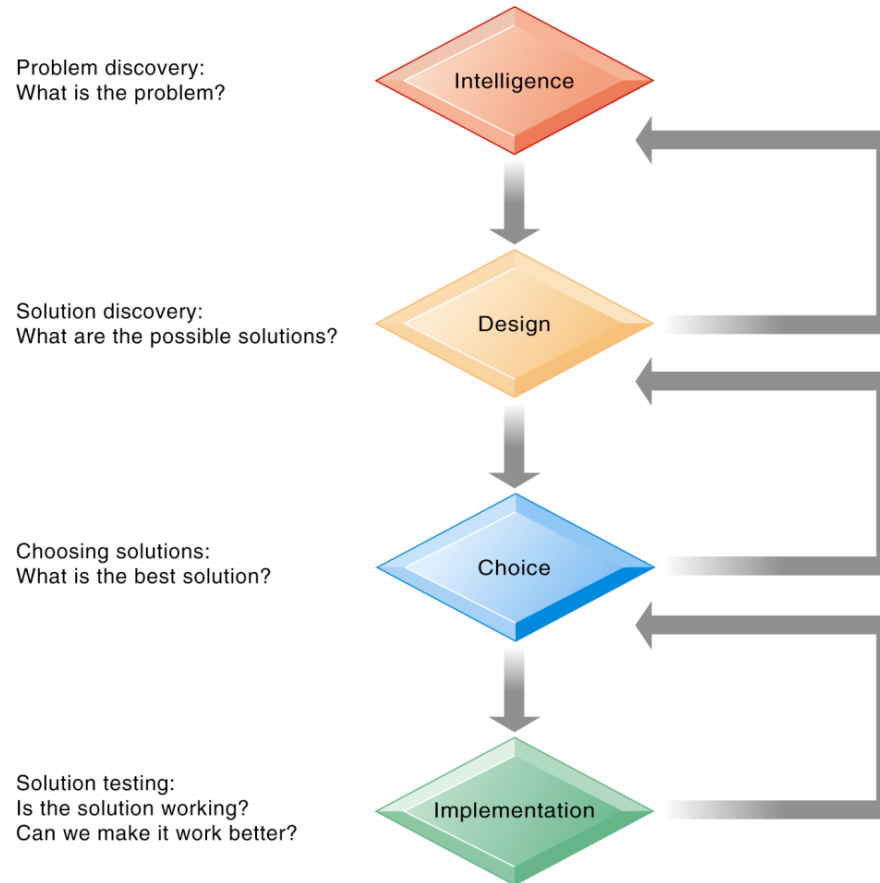 Problem discovery:
What is the problem?
Intelligence
Solution discovery:
What are the possible solutions?
Design
Choosing solutions:
What is the best solution?
Choice
Solution testing:
Is the solution working?
Can we make it work better?
Implementation